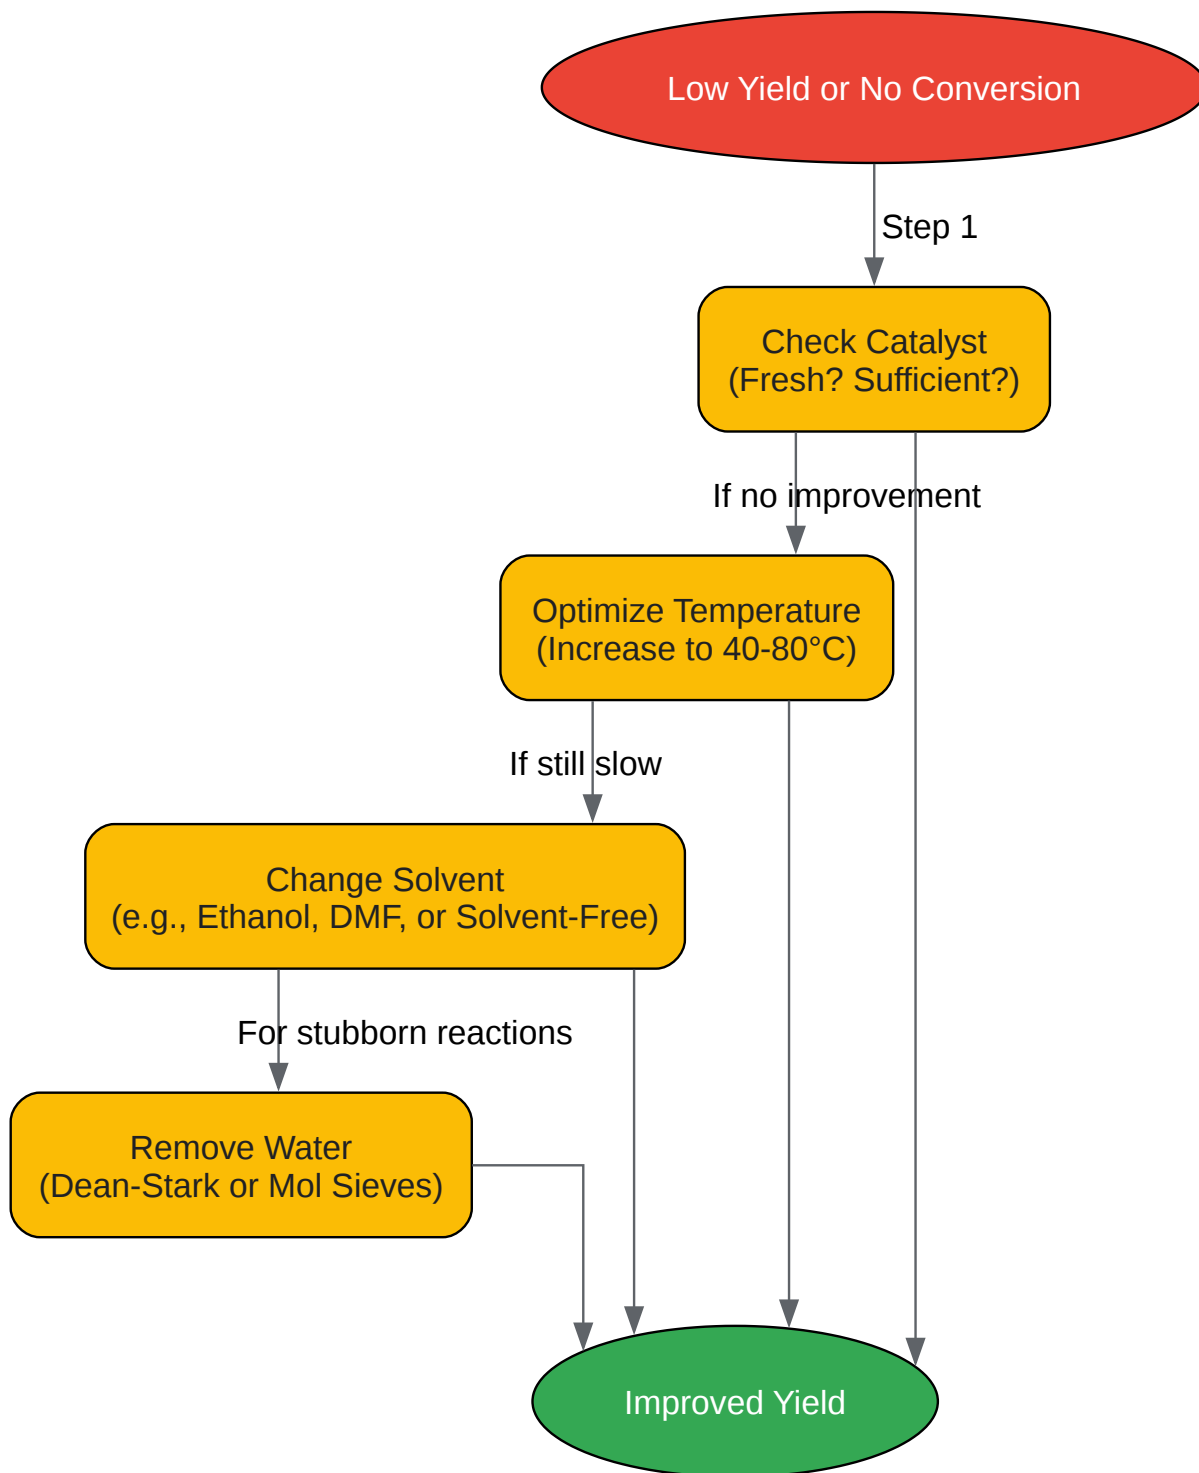 Low Yield or No Conversion
Step 1
Check Catalyst
(Fresh? Sufficient?)
If no improvement
Optimize Temperature
(Increase to 40-80°C)
If still slow
Change Solvent
(e.g., Ethanol, DMF, or Solvent-Free)
For stubborn reactions
Remove Water
(Dean-Stark or Mol Sieves)
Improved Yield